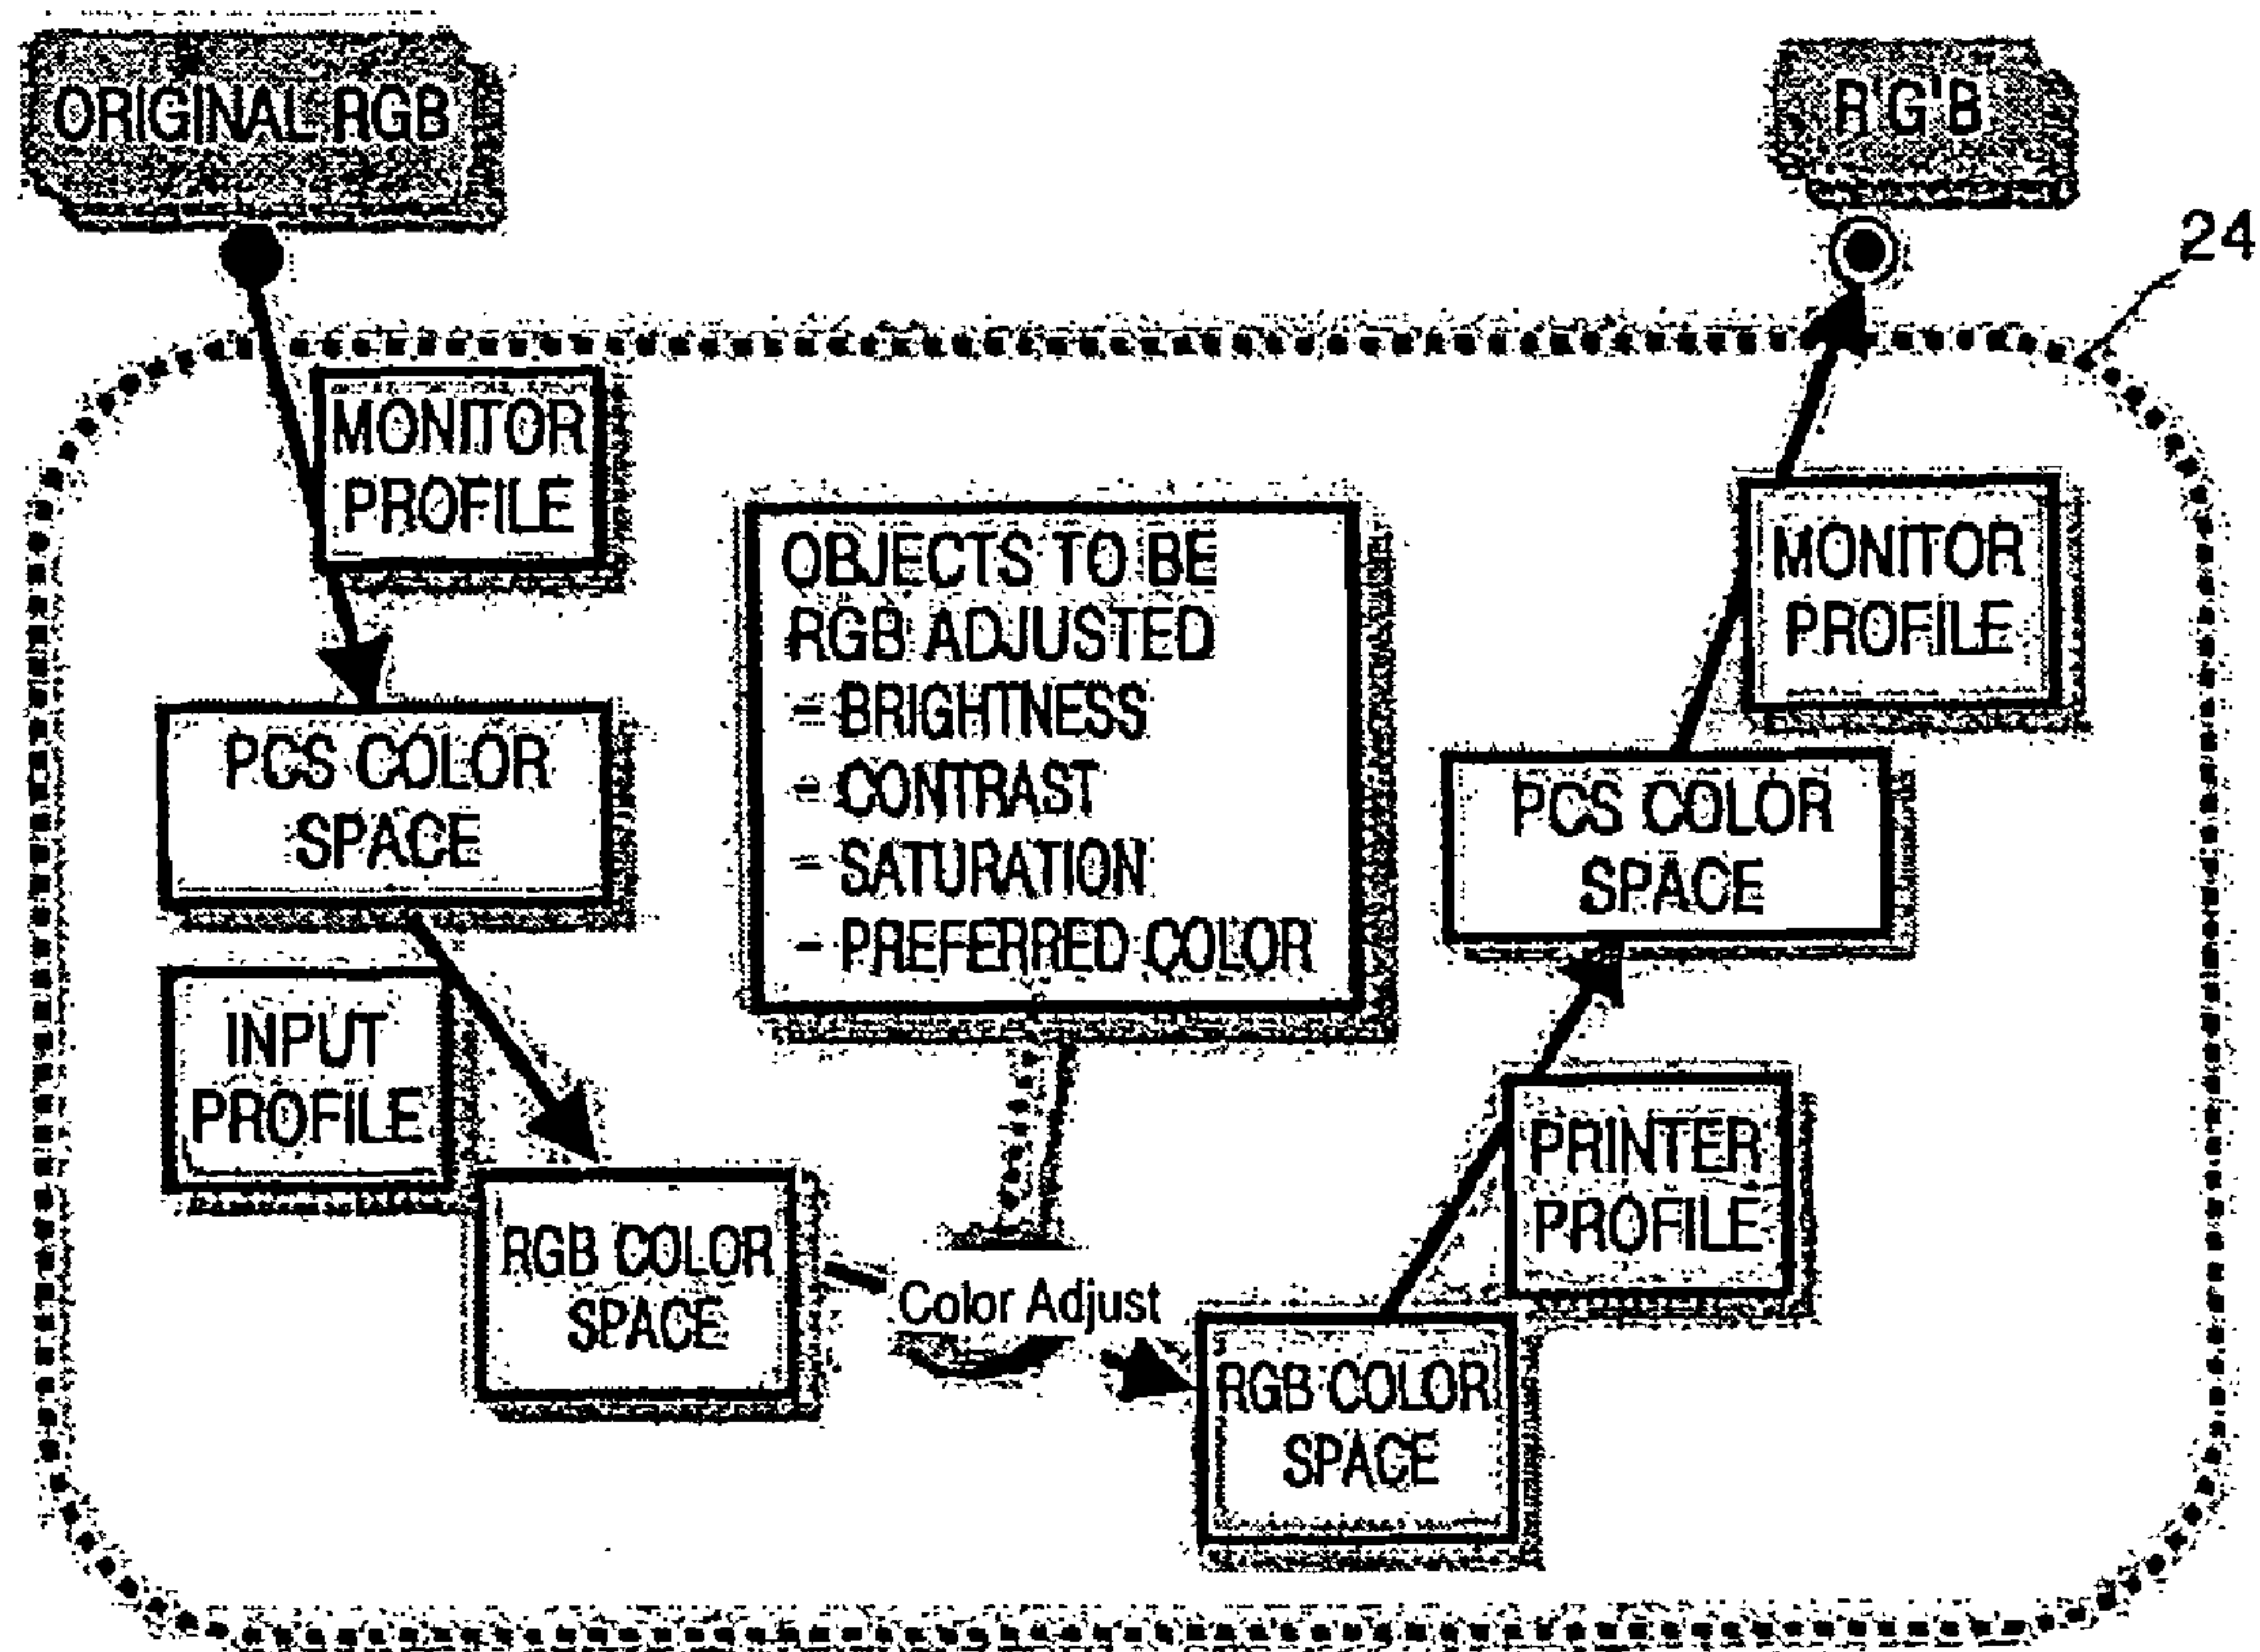 ORIGINAL RGB
R'G'B
24
MONITOR
PROFILE
PCS COLOR
SPACE
INPUT
PROFILE
RGB COLOR
SPACE
OBJECTS TO BE
RGB ADJUSTED
- BRIGHTNESS
- CONTRAST
- SATURATION
- PREFERRED COLOR
Color Adjust
RGB COLOR
SPACE
PRINTER
PROFILE
PCS COLOR
SPACE
MONITOR
PROFILE